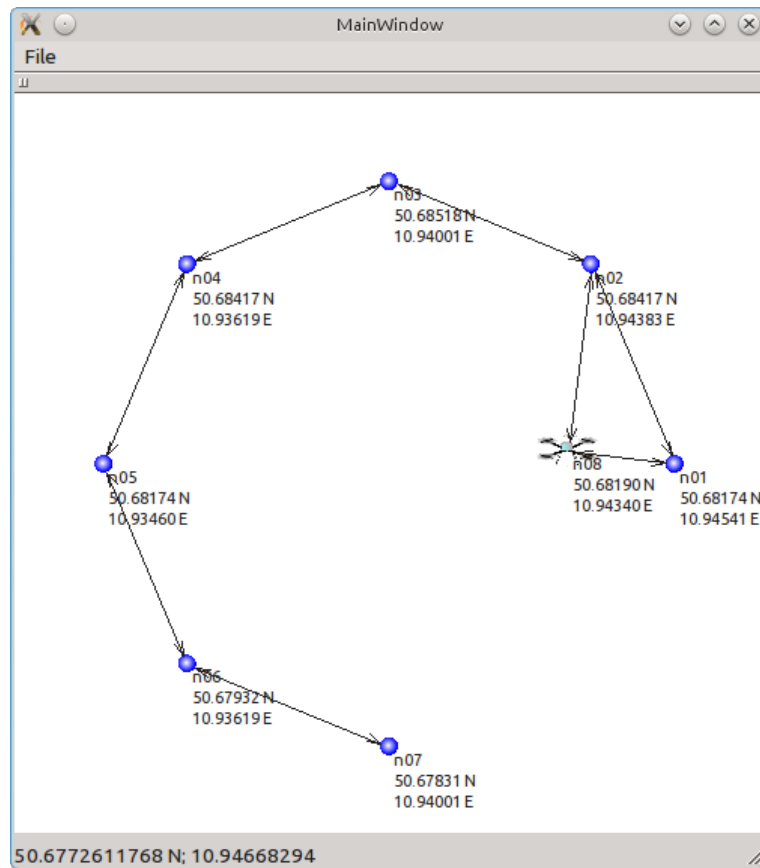 MainWindow
File
n03
50.68518 N
10.94001 E
n04
50.68417 N
10.93619 E
n02
50.68417 N
10.94383 E
n08
50.68190 N
10.94340 E
n01
50.68174 N
10.94541 E
n05
50.68174 N
10.93460 E
n06
50.67932 N
10.93619 E
n07
50.67831 N
10.94001 E
50.6772611768 N; 10.94668294